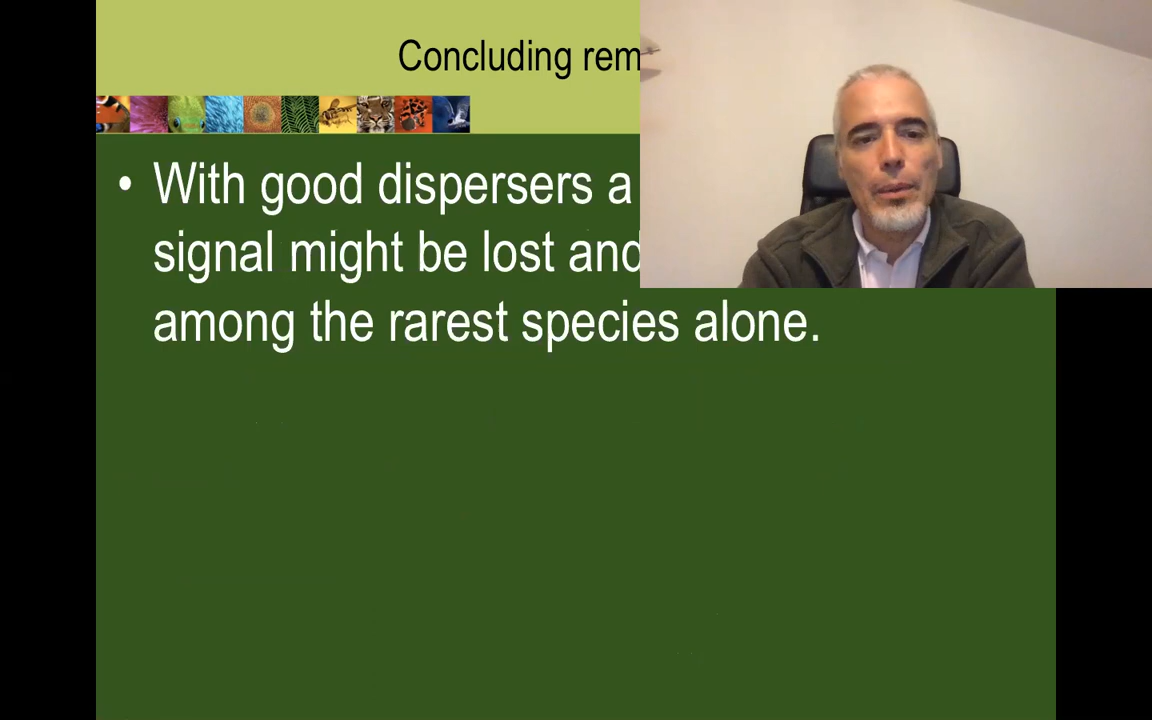 Concluding rem
• With good dispersers a
signal might be lost and
among the rarest species alone.